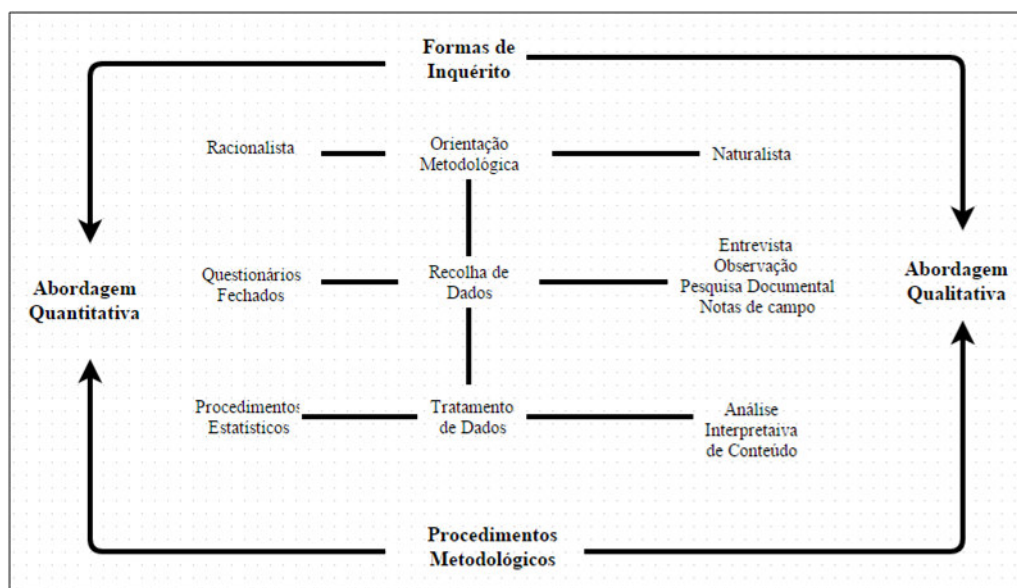 Formas de
Inquérito
Racionalista
Orientação
Metodológica
Naturalista
Abordagem
Quantitativa
Questionários
Fechados
Recolha de
Dados
Entrevista
Observação
Pesquisa Documental
Notas de campo
Abordagem
Qualitativa
Procedimentos
Estatísticos
Tratamento
de Dados
Análise
Interpretaiva
de Conteúdo
Procedimentos
Metodológicos